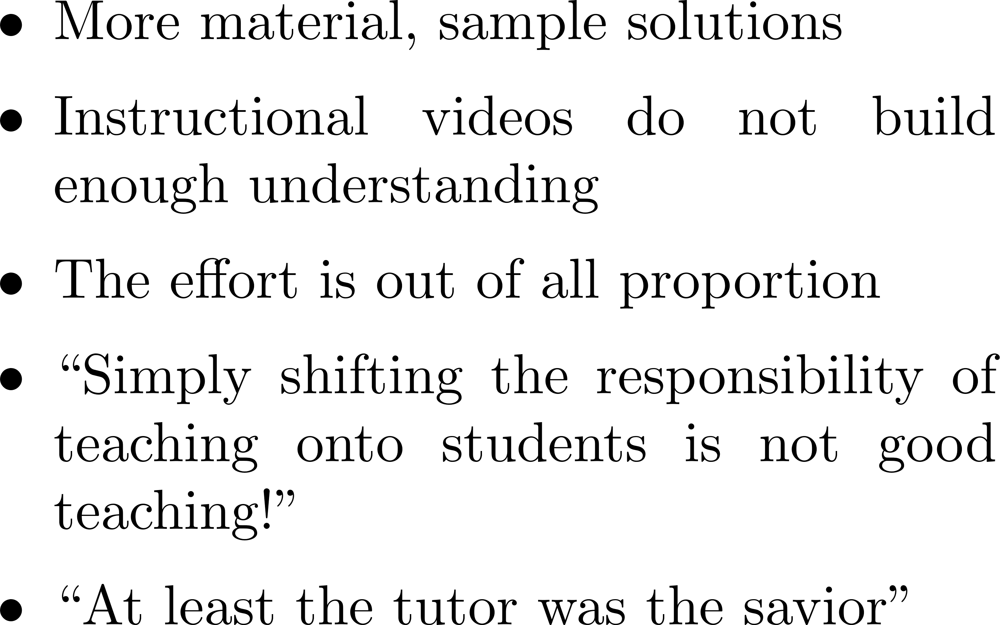 • More material, sample solutions
• Instructional videos do not build
enough understanding
• The effort is out of all proportion
• “Simply shifting the responsibility of
teaching onto students is not good
teaching!”
• “At least the tutor was the savior”